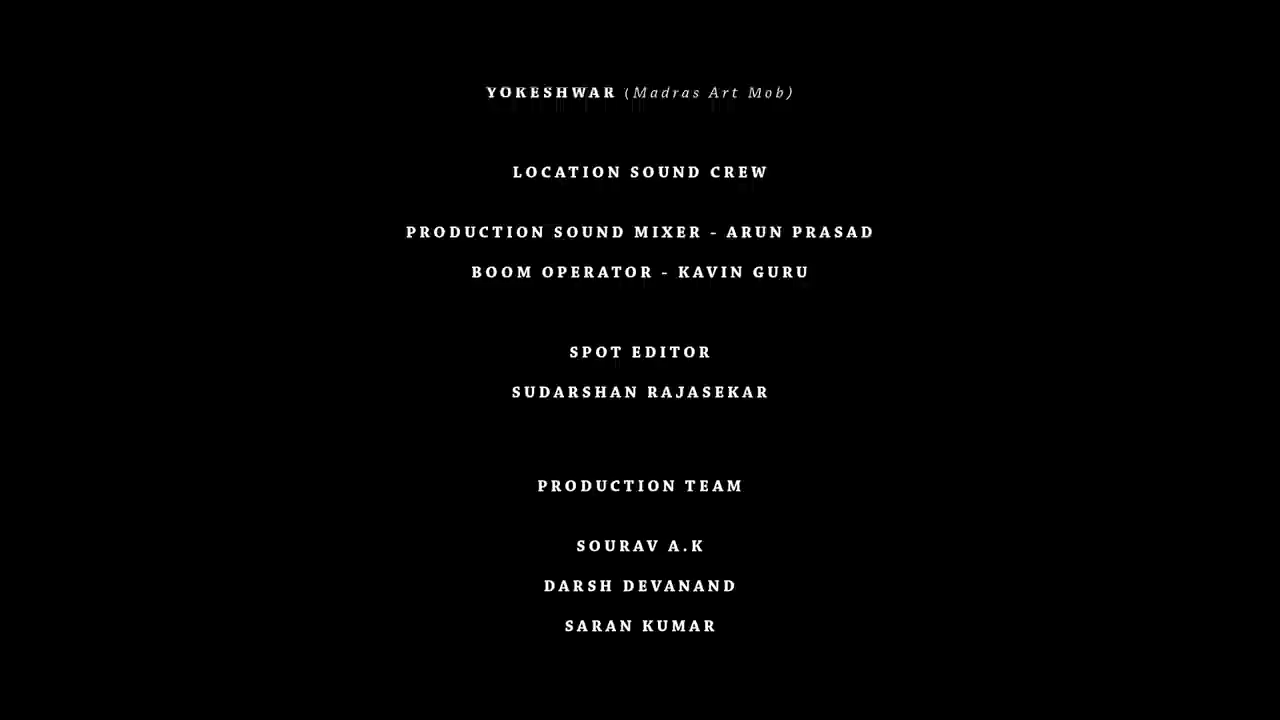 YOKESHWAR (Madras Art Mob)
LOCATION SOUND CREW
PRODUCTION SOUND MIXER - ARUN PRASAD
BOOM OPERATOR - KAVIN GURU
SPOT EDITOR
SUDARSHAN RAJASEKAR
PRODUCTION TEAM
SOURAV A.K
DARSH DEVANAND
SARAN KUMAR